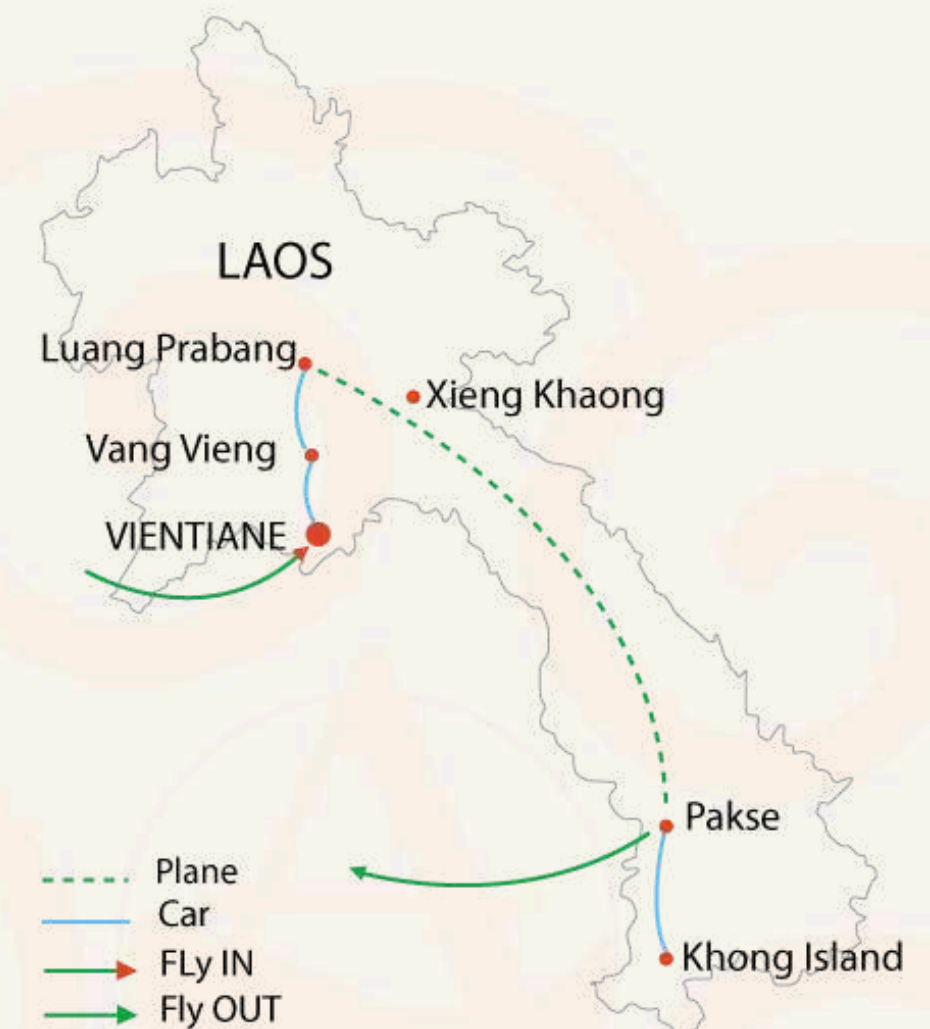 LAOS
Luang Prabang
Xieng Khaong
Vang Vieng
VIENTIANE
Pakse
Khong Island
Plane
Car
FLy IN
Fly OUT